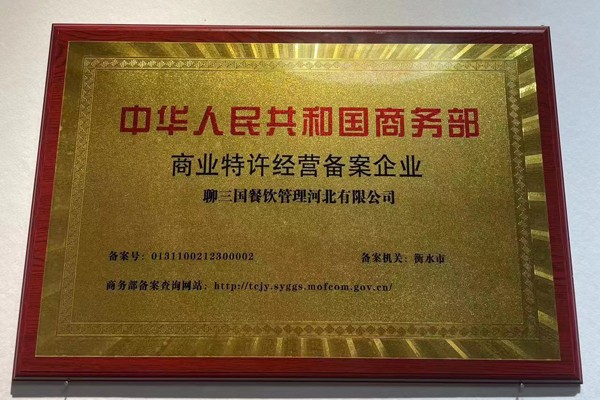 中华人民共和国商务部
商业特许经营备案企业
聊三国餐饮管理河北有限公司
备案号：0131100212300002 备案机关：衡水市
商务部备案查询网站：http://tcjy.syggs.mofcom.gov.cn/